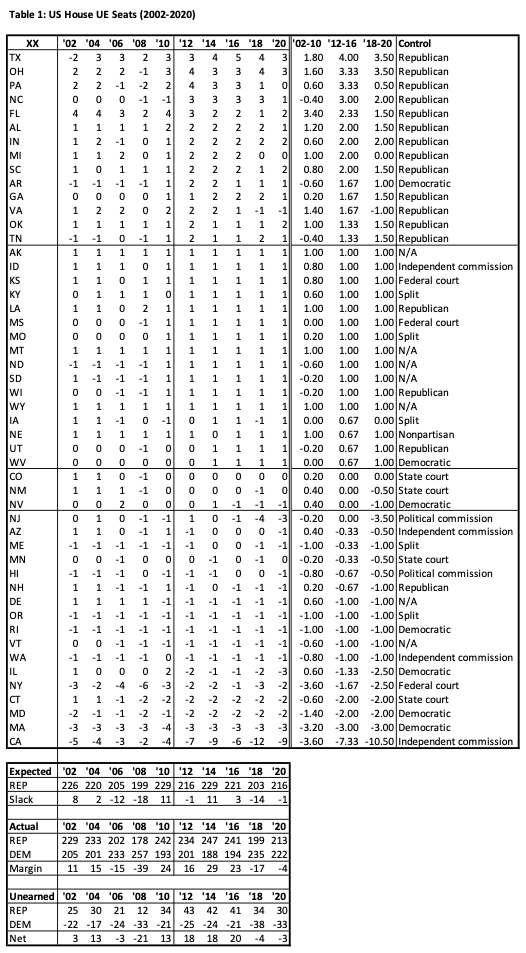 Table 1: US House UE Seats (2002-2020)
XX '02 '04 '06 '08 '10 '12 '14 '16 '18 '20 '02-10 '12-16 '18-20 Control
TX -2 3 3 2 3 3 4 5 4 3 1.80 4.00 3.50 Republican
OH 2 2 2 -1 3 4 3 3 4 3 1.60 3.33 3.50 Republican
PA 2 2 -1 -2 2 4 3 3 1 0 0.60 3.33 0.50 Republican
NC 0 0 0 -1 -1 3 3 3 3 1 -0.40 3.00 2.00 Republican
FL 4 4 3 2 4 3 2 2 1 2 3.40 2.33 1.50 Republican
AL 1 1 1 1 2 2 2 2 2 1 1.20 2.00 1.50 Republican
IN 1 2 -1 0 1 2 2 2 2 2 0.60 2.00 2.00 Republican
MI 1 1 2 0 1 2 2 2 0 0 1.00 2.00 0.00 Republican
SC 1 0 1 1 1 2 2 2 1 2 0.80 2.00 1.50 Republican
AR -1 -1 -1 -1 1 2 2 1 1 1 -0.60 1.67 1.00 Democratic
GA 0 0 0 0 1 2 2 1 2 1 0.20 1.67 1.50 Republican
VA 1 2 2 0 2 2 2 1 -1 -1 1.40 1.67 -1.00 Republican
OK 1 1 1 1 1 2 1 1 1 2 1.00 1.33 1.50 Republican
TN -1 -1 0 -1 1 2 1 1 2 1 -0.40 1.33 1.50 Republican
AK 1 1 1 1 1 1 1 1 1 1 1.00 1.00 1.00 N/A
ID 1 1 1 0 1 1 1 1 1 1 0.80 1.00 1.00 Independent commission
KS 1 1 1 0 1 1 1 1 1 1 0.80 1.00 1.00 Federal court
KY 0 1 1 1 0 1 1 1 1 1 0.60 1.00 1.00 Split
LA 1 1 0 2 1 1 1 1 1 1 1.00 1.00 1.00 Republican
MS 0 0 0 -1 1 1 1 1 1 1 0.00 1.00 1.00 Federal court
MO 0 0 0 0 1 1 1 1 1 1 0.20 1.00 1.00 Split
MT 1 1 1 1 1 1 1 1 1 1 1.00 1.00 1.00 N/A
ND -1 -1 -1 -1 1 1 1 1 1 1 -0.60 1.00 1.00 N/A
SD 1 -1 -1 -1 1 1 1 1 1 1 -0.20 1.00 1.00 N/A
WI 0 0 -1 -1 1 1 1 1 1 1 -0.20 1.00 1.00 Republican
WY 1 1 1 1 1 1 1 1 1 1 1.00 1.00 1.00 N/A
IA 1 1 -1 0 -1 0 1 1 -1 1 0.00 0.67 0.00 Split
NE 1 1 1 1 1 1 0 1 1 1 1.00 0.67 1.00 Nonpartisan
UT 0 0 0 -1 0 0 1 1 1 1 -0.20 0.67 1.00 Republican
WV 0 0 0 0 0 0 1 1 1 1 0.00 0.67 1.00 Democratic
CO 1 1 0 -1 0 0 0 0 0 0 0.20 0.00 0.00 State court
NM 1 1 1 -1 0 0 0 0 -1 0 0.40 0.00 -0.50 State court
NV 0 0 2 0 0 0 1 -1 -1 -1 0.40 0.00 -1.00 Democratic
NJ 0 1 0 -1 -1 1 0 -1 -4 -3 -0.20 0.00 -3.50 Political commission
AZ 1 1 0 -1 1 -1 0 0 0 -1 0.40 -0.33 -0.50 Independent commission
ME -1 -1 -1 -1 -1 -1 0 0 -1 -1 -1.00 -0.33 -1.00 Split
MN 0 0 -1 0 0 0 -1 0 -1 0 -0.20 -0.33 -0.50 State court
HI -1 -1 -1 0 -1 -1 -1 0 0 -1 -0.80 -0.67 -0.50 Political commission
NH 1 1 -1 -1 1 -1 0 -1 -1 -1 0.20 -0.67 -1.00 Republican
DE 1 1 1 1 -1 -1 -1 -1 -1 -1 0.60 -1.00 -1.00 N/A
OR -1 -1 -1 -1 -1 -1 -1 -1 -1 -1 -1.00 -1.00 -1.00 Split
RI -1 -1 -1 -1 -1 -1 -1 -1 -1 -1 -1.00 -1.00 -1.00 Democratic
VT 0 0 -1 -1 -1 -1 -1 -1 -1 -1 -0.60 -1.00 -1.00 N/A
WA -1 -1 -1 -1 0 -1 -1 -1 -1 -1 -0.80 -1.00 -1.00 Independent commission
IL 1 0 0 0 2 -1 -1 -2 -2 -3 0.60 -1.33 -2.50 Democratic
NY -3 -2 -4 -6 -3 -2 -1 -2 -3 -2 -3.60 -1.67 -2.50 Federal court
CT 1 1 -1 -2 -2 -2 -2 -2 -2 -2 -0.60 -2.00 -2.00 State court
MD -2 -1 -1 -2 -1 -2 -2 -2 -2 -2 -1.40 -2.00 -2.00 Democratic
MA -3 -3 -3 -3 -4 -3 -3 -3 -3 -3 -3.20 -3.00 -3.00 Democratic
CA -5 -4 -3 -2 -4 -7 -9 -6 -12 -9 -3.60 -7.33 -10.50 Independent commission
Expected '02 '04 '06 '08 '10 '12 '14 '16 '18 '20
REP 226 220 205 199 229 216 229 221 203 216
Slack 8 2 -12 -18 11 -1 11 3 -14 -1
Actual '02 '04 '06 '08 '10 '12 '14 '16 '18 '20
REP 229 233 202 178 242 234 247 241 199 213
DEM 205 201 233 257 193 201 188 194 235 222
Margin 11 15 -15 -39 24 16 29 23 -17 -4
Unearned '02 '04 '06 '08 '10 '12 '14 '16 '18 '20
REP 25 30 21 12 34 43 42 41 34 30
DEM -22 -17 -24 -33 -21 -25 -24 -21 -38 -33
Net 3 13 -3 -21 13 18 18 20 -4 -3